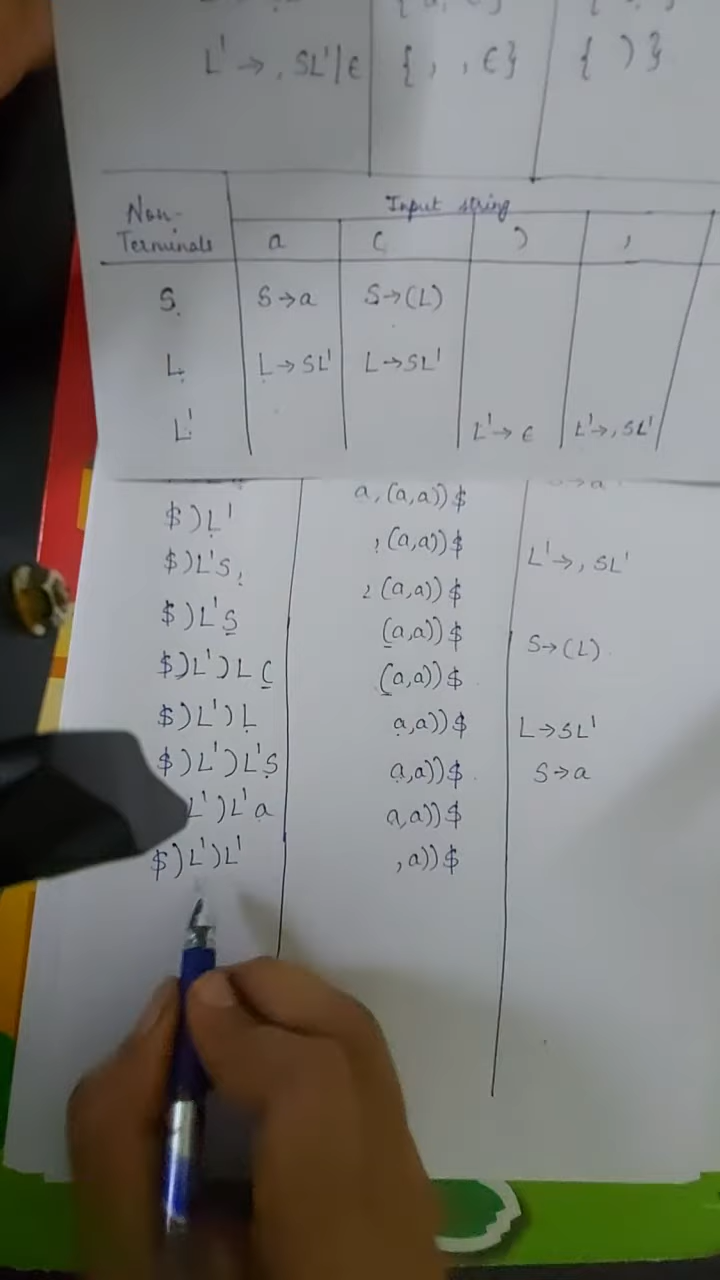 L' → , SL'/ϵ { , , ϵ} { ) }
Non-Terminals Input string
a ( ) ,
S S→a S→(L)
L L→SL' L→SL'
L' L'→ϵ L'→, SL'
→a
$)L' a,(a,a))$
,(a,a))$ L'→, SL'
$)L'S, ,(a,a))$
$)L'S (a,a))$ S→(L)
$)L')L( (a,a))$
$)L')L a,a))$ L→SL'
$)L')L'S a,a))$ S→a
L')L'a a,a))$
$)L')L' ,a))$